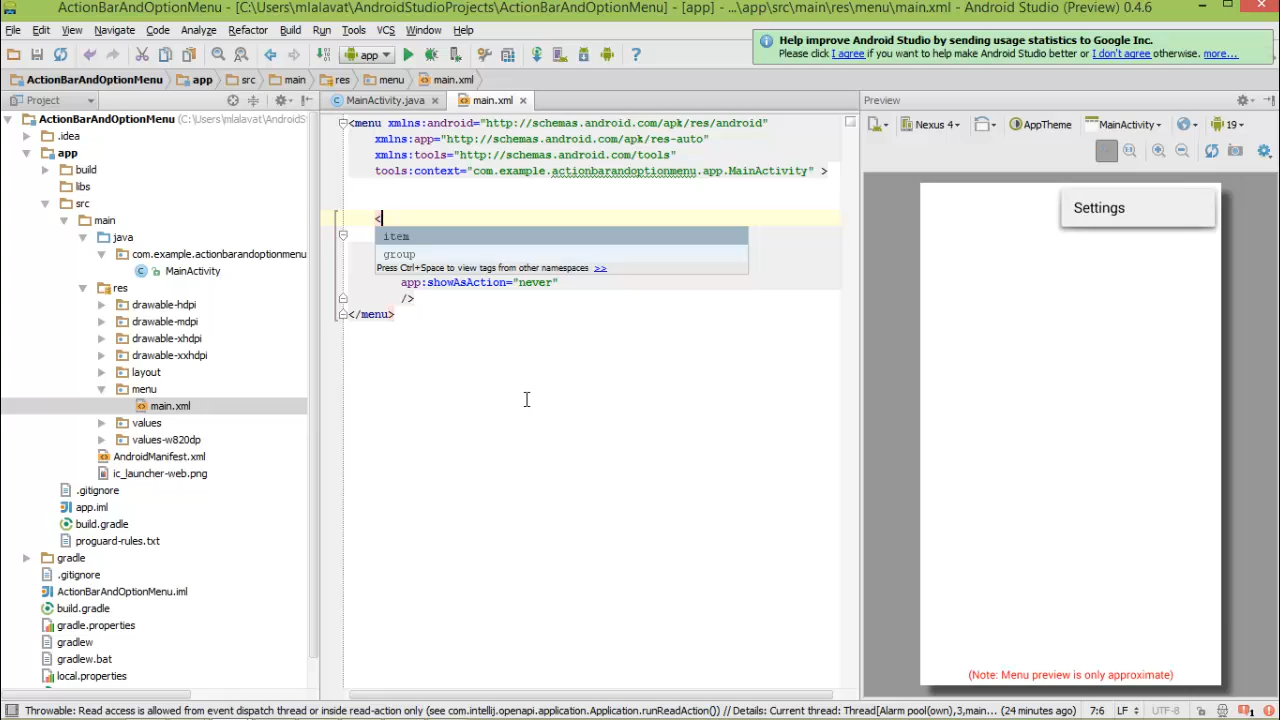 ActionBarAndOptionMenu - [C:\Users\mlalavat\AndroidStudioProjects\ActionBarAndOptionMenu] - [app] - ...\app\src\main\res\menu\main.xml - Android Studio (Preview) 0.4.6
File Edit View Navigate Code Analyze Refactor Build Run Tools VCS Window Help
Help improve Android Studio by sending usage statistics to Google Inc.
Please click I agree if you want to help make Android Studio better or I don't agree otherwise. more...
app
ActionBarAndOptionMenu app src main res menu main.xml
Project
MainActivity.java main.xml
Preview
ActionBarAndOptionMenu (C:\Users\mlalavat\AndroidS
.idea
app
build
libs
src
main
java
com.example.actionbarandoptionmenu
MainActivity
res
drawable-hdpi
drawable-mdpi
drawable-xhdpi
drawable-xxhdpi
layout
menu
main.xml
values
values-w820dp
AndroidManifest.xml
ic_launcher-web.png
.gitignore
app.iml
build.gradle
proguard-rules.txt
gradle
.gitignore
ActionBarAndOptionMenu.iml
build.gradle
gradle.properties
gradlew
gradlew.bat
local.properties
<menu xmlns:android="http://schemas.android.com/apk/res/android"
xmlns:app="http://schemas.android.com/apk/res-auto"
xmlns:tools="http://schemas.android.com/tools"
tools:context="com.example.actionbarandoptionmenu.app.MainActivity" >
<
item
group
Press Ctrl+Space to view tags from other namespaces >>
app:showAsAction="never"
/>
</menu>
Nexus 4 AppTheme MainActivity 19
Settings
(Note: Menu preview is only approximate)
Throwable: Read access is allowed from event dispatch thread or inside read-action only (see com.intellij.openapi.application.Application.runReadAction()) // Details: Current thread: Thread[Alarm pool(own),3,main... (24 minutes ago)
7:6 LF UTF-8 1